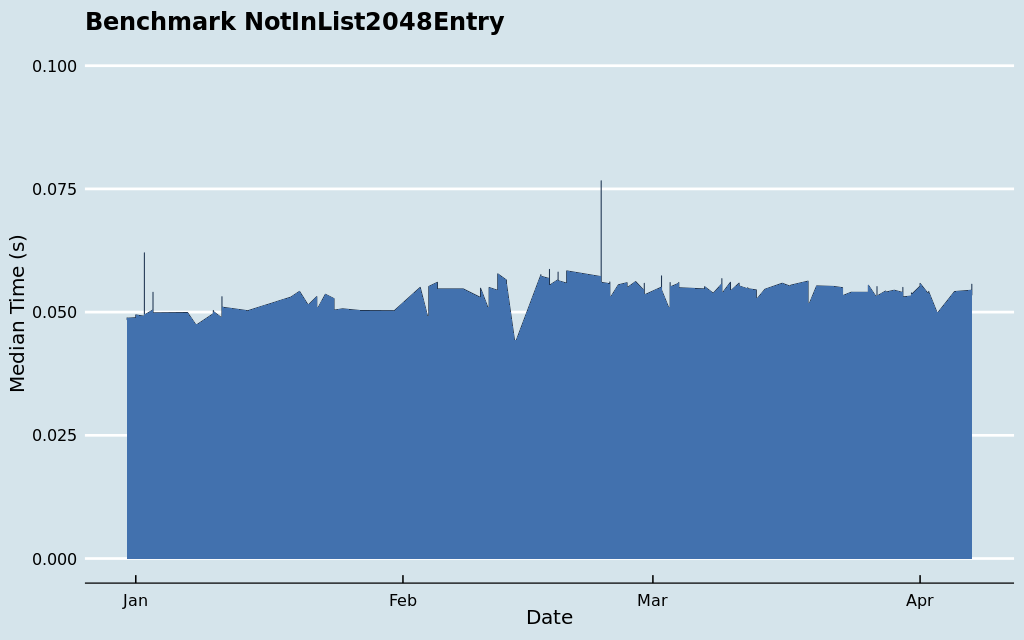 Benchmark NotInList2048Entry
0.100
0.075
0.050
0.025
0.000
Median Time (s)
Jan Feb Mar Apr
Date